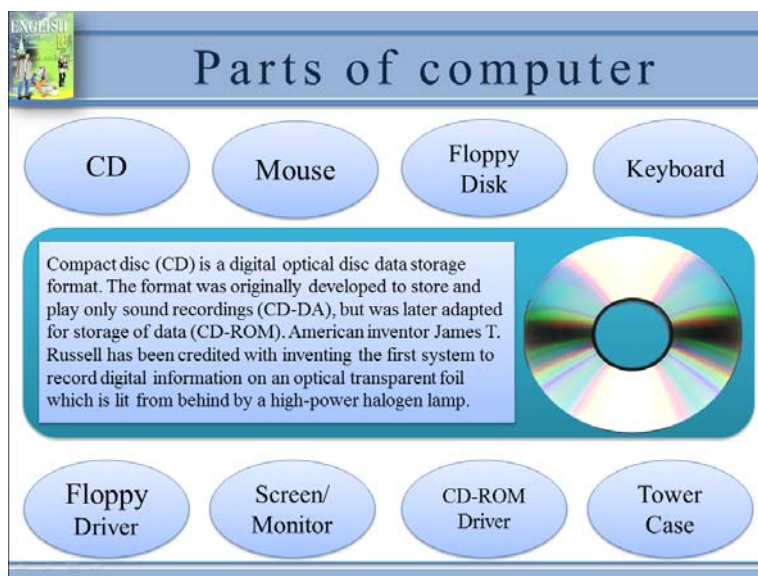 ENGLISH
Parts of computer
CD
Mouse
Floppy
Disk
Keyboard
Compact disc (CD) is a digital optical disc data storage
format. The format was originally developed to store and
play only sound recordings (CD-DA), but was later adapted
for storage of data (CD-ROM). American inventor James T.
Russell has been credited with inventing the first system to
record digital information on an optical transparent foil
which is lit from behind by a high-power halogen lamp.
Floppy
Driver
Screen/
Monitor
CD-ROM
Driver
Tower
Case